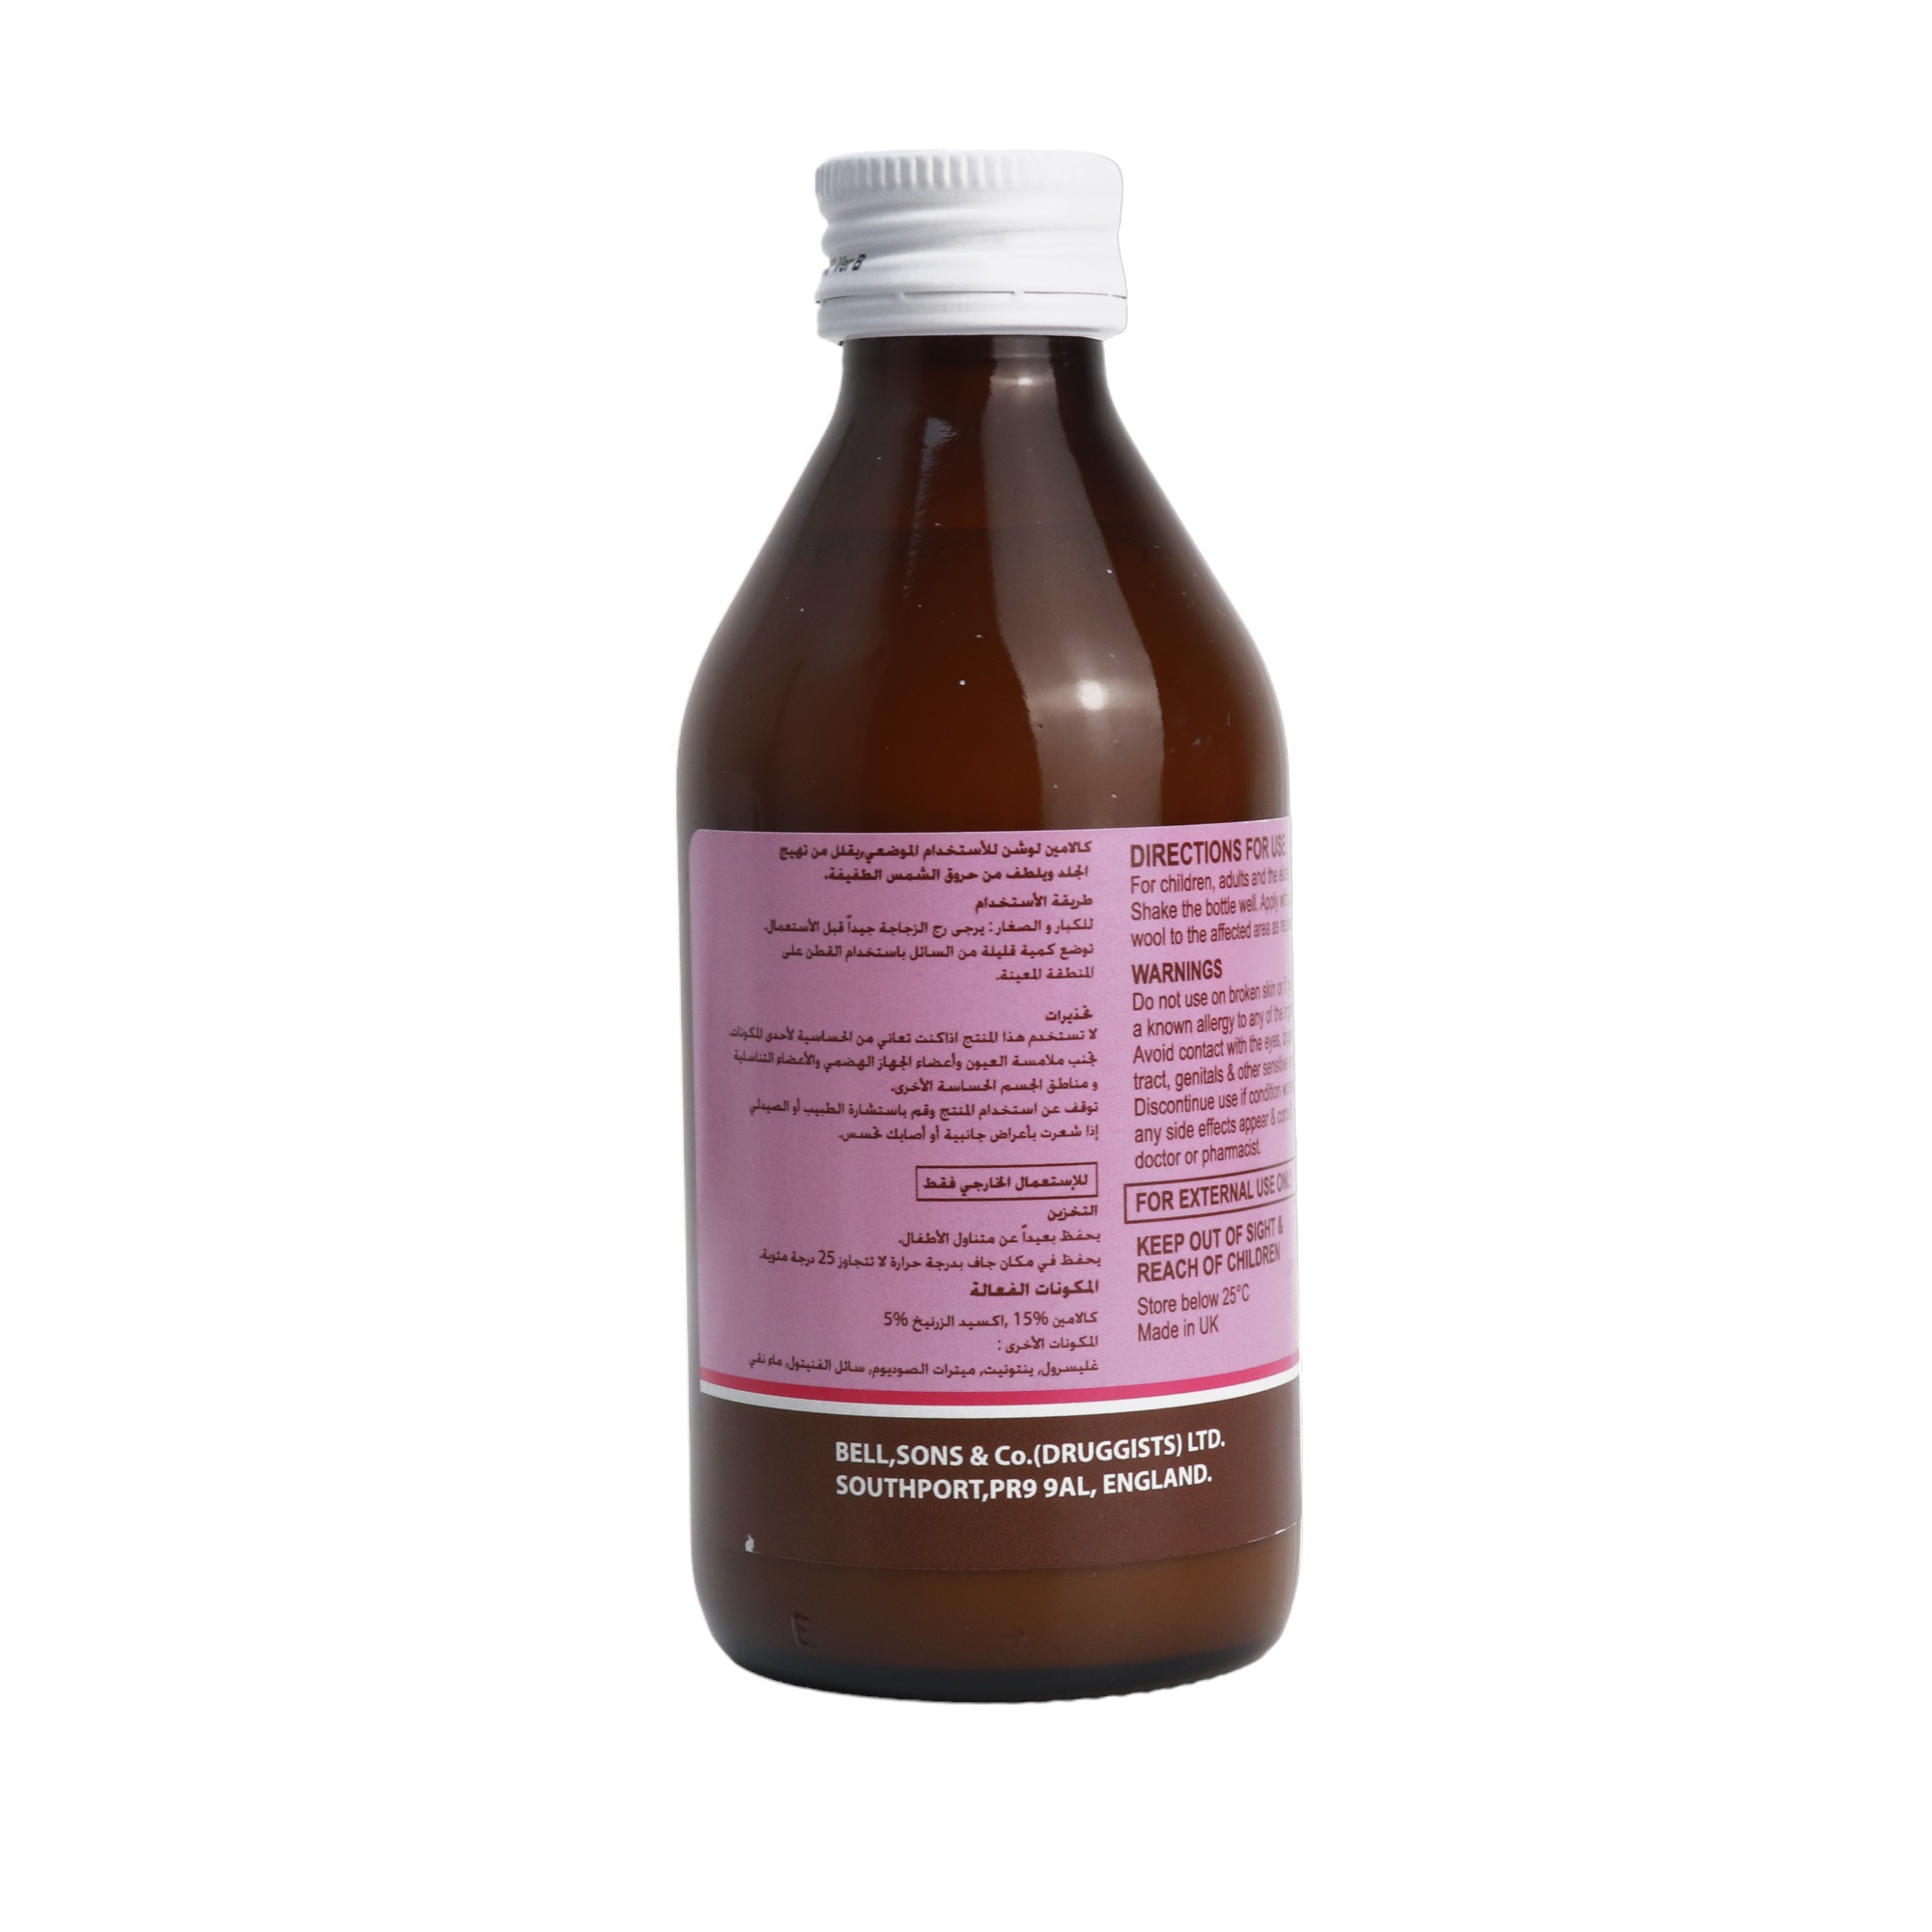 Ver B
كالامين لوشن للأستخدام الموضعي,يقلل من تهيج
الجلد ويلطف من حروق الشمس الطفيفة.
طريقة الأستخدام
للكبار و الصغار : يرجى رج الزجاجة جيداً قبل الأستعمال.
توضع كمية قليلة من السائل باستخدام القطن على
المنطقة المعينة.
تحذيرات
لا تستخدم هذا المنتج اذاكنت تعاني من الحساسية لأحدى المكونات.
تجنب ملامسة العيون وأعضاء الجهاز الهضمي والأعضاء التناسلية
و مناطق الجسم الحساسة الأخرى.
توقف عن استخدام المنتج وقم باستشارة الطبيب أو الصيدلي
إذا شعرت بأعراض جانبية أو أصابك تحسس.
للإستعمال الخارجي فقط
التخزين
يحفظ بعيداً عن متناول الأطفال.
يحفظ في مكان جاف بدرجة حرارة لا تتجاوز 25 درجة مئوية.
المكونات الفعالة
كالامين 15% ,اكسيد الزرنيخ 5%
المكونات الأخرى :
غليسرول, ينتونيت, ميترات الصوديوم, سائل الفنيتول, ماء نقي
DIRECTIONS FOR USE
For children, adults and the
Shake the bottle well. Apply
wool to the affected area as
WARNINGS
Do not use on broken skin or
a known allergy to any of the
Avoid contact with the eyes,
tract, genitals & other
Discontinue use if condition
any side effects appear &
doctor or pharmacist.
FOR EXTERNAL USE
KEEP OUT OF SIGHT &
REACH OF CHILDREN
Store below 25°C
Made in UK
BELL,SONS & Co.(DRUGGISTS) LTD.
SOUTHPORT,PR9 9AL, ENGLAND.